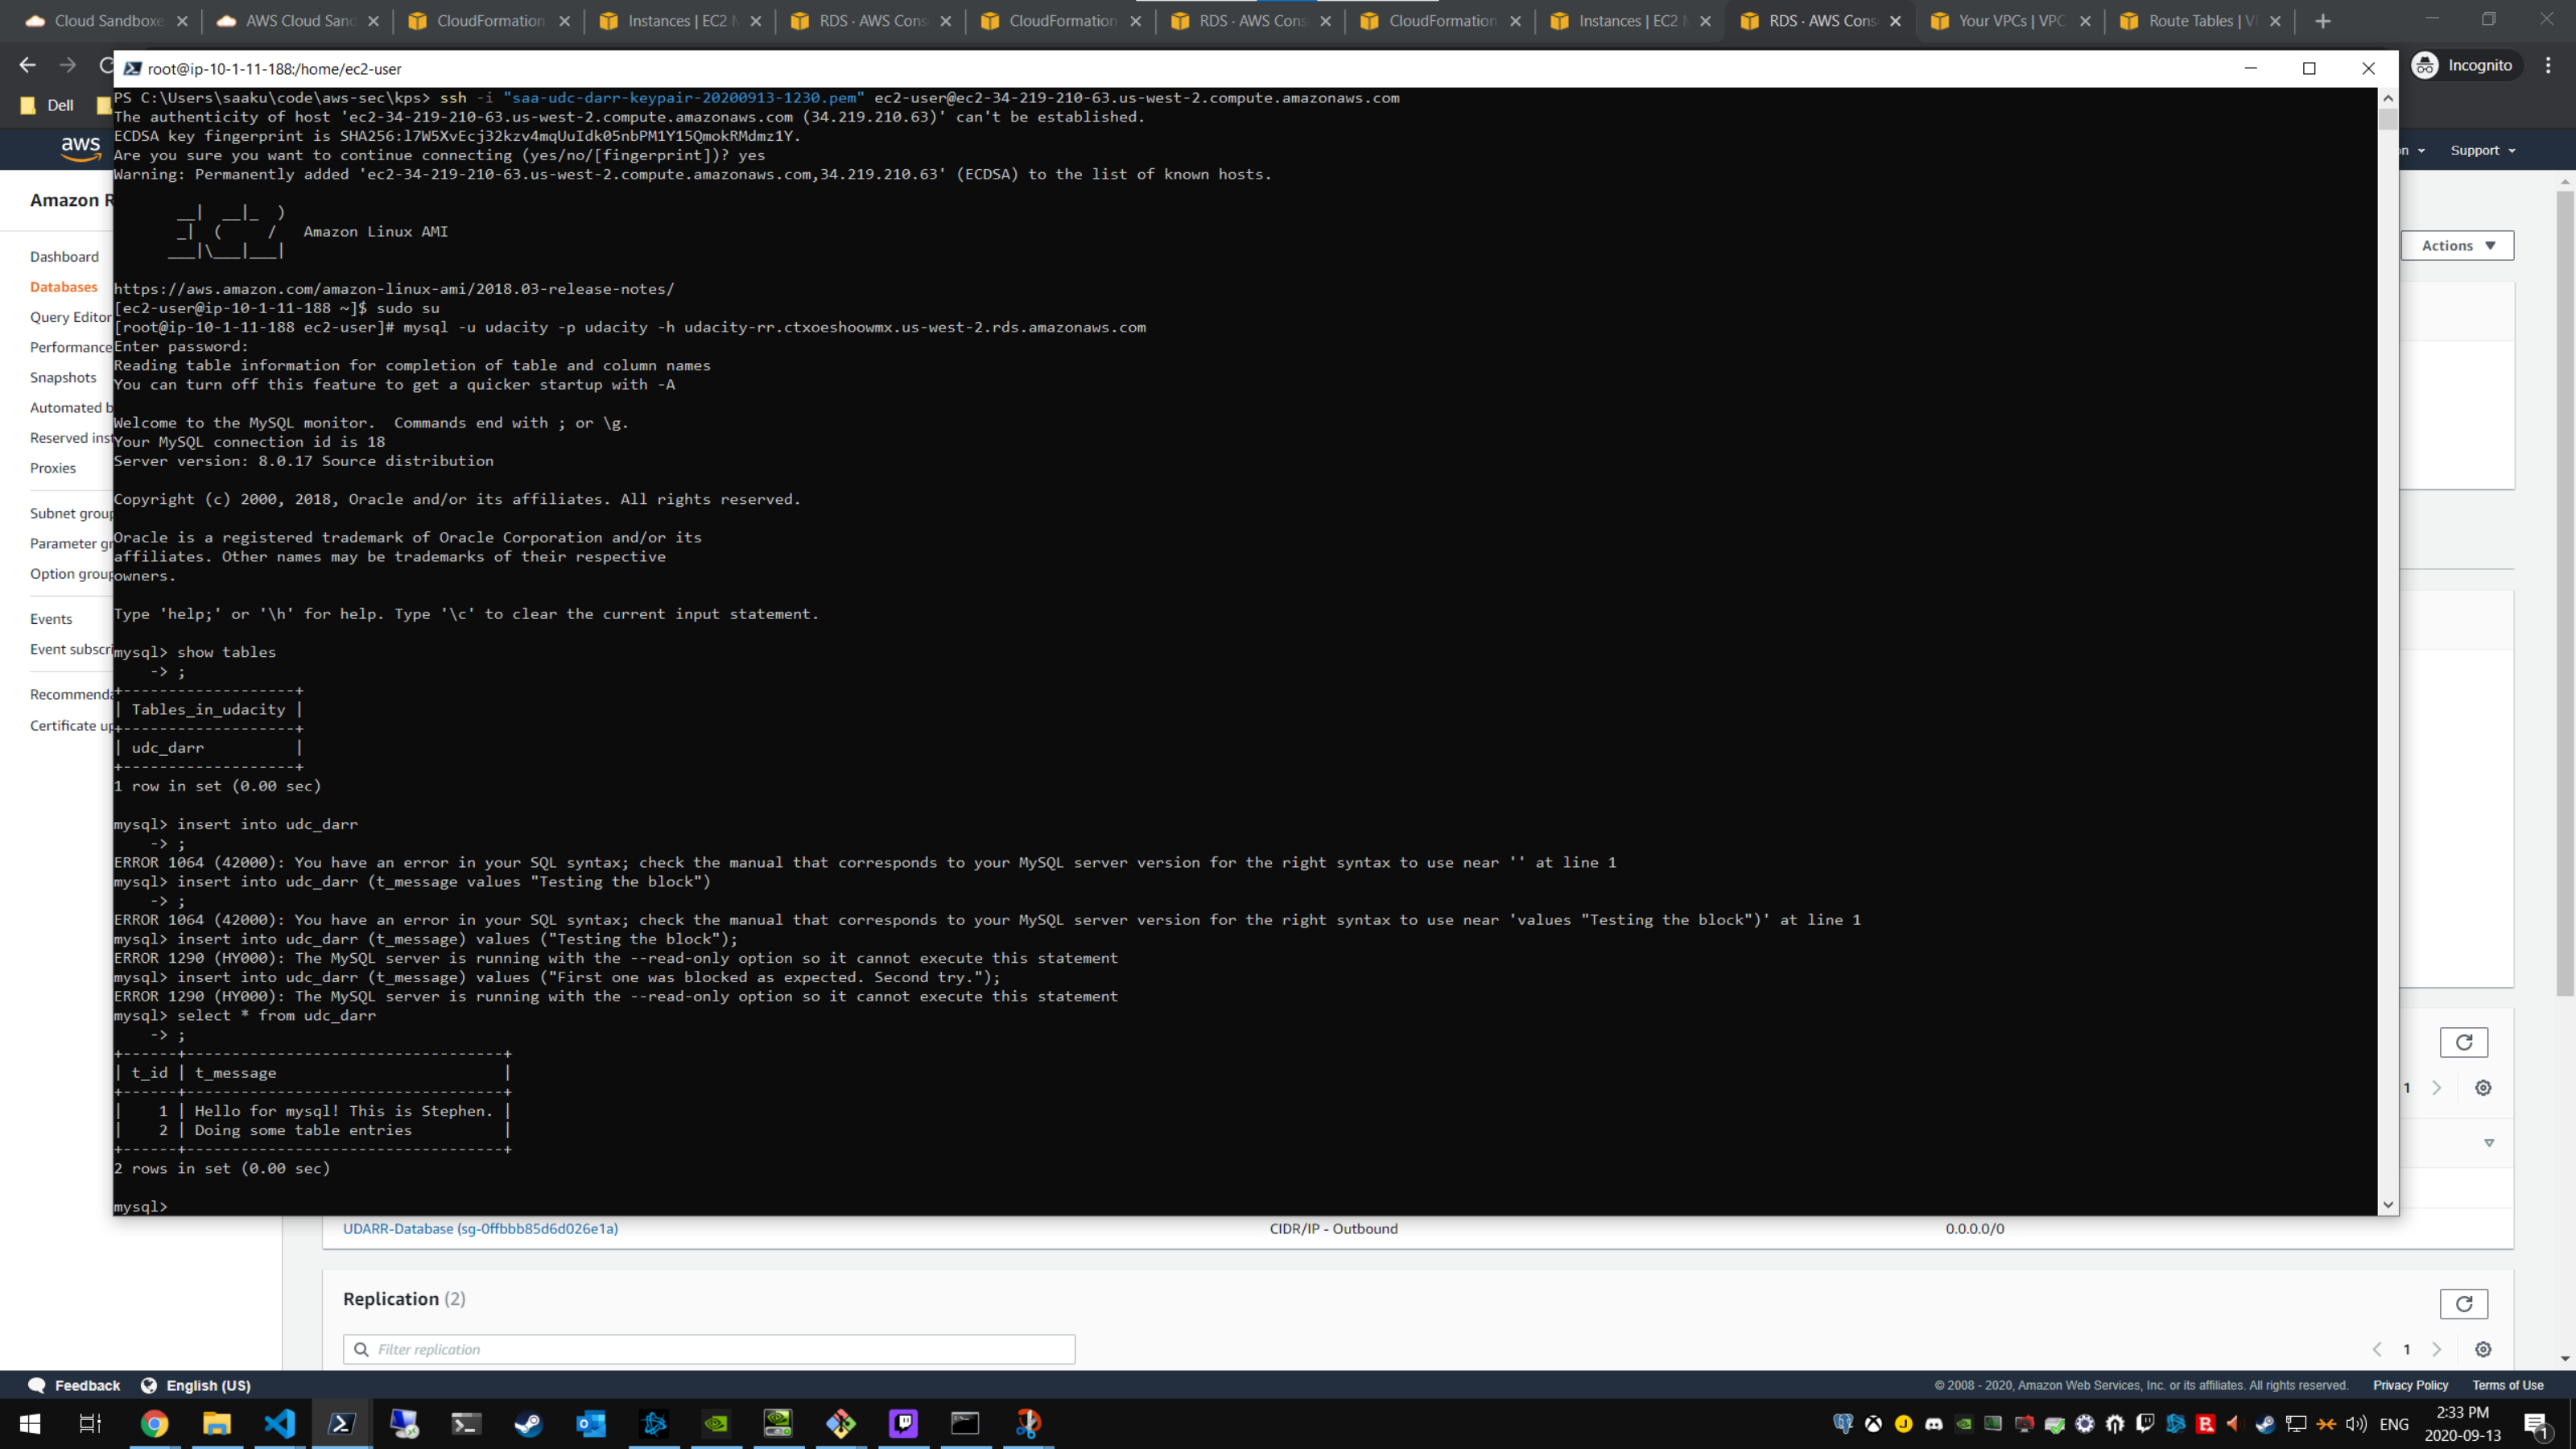 Cloud Sandboxe
AWS Cloud Sand
CloudFormation
Instances | EC2 M
RDS · AWS Cons
CloudFormation
RDS · AWS Cons
CloudFormation
Instances | EC2 M
RDS · AWS Cons
Your VPCs | VPC
Route Tables | V
root@ip-10-1-11-188:/home/ec2-user
Incognito
Dell
aws
Support
Amazon R
Actions
Dashboard
Databases
Query Editor
Performance
Snapshots
Automated b
Reserved inst
Proxies
Subnet group
Parameter gr
Option group
Events
Event subscri
Recommenda
Certificate up
PS C:\Users\saaku\code\aws-sec\kps> ssh -i "saa-udc-darr-keypair-20200913-1230.pem" ec2-user@ec2-34-219-210-63.us-west-2.compute.amazonaws.com
The authenticity of host 'ec2-34-219-210-63.us-west-2.compute.amazonaws.com (34.219.210.63)' can't be established.
ECDSA key fingerprint is SHA256:l7W5XvEcj32kzv4mqUuIdk05nbPM1Y15QmokRMdmz1Y.
Are you sure you want to continue connecting (yes/no/[fingerprint])? yes
Warning: Permanently added 'ec2-34-219-210-63.us-west-2.compute.amazonaws.com,34.219.210.63' (ECDSA) to the list of known hosts.
       __|  __|_  )
       _|  (     /   Amazon Linux AMI
      ___|\___|___|
https://aws.amazon.com/amazon-linux-ami/2018.03-release-notes/
[ec2-user@ip-10-1-11-188 ~]$ sudo su
[root@ip-10-1-11-188 ec2-user]# mysql -u udacity -p udacity -h udacity-rr.ctxoeshoowmx.us-west-2.rds.amazonaws.com
Enter password:
Reading table information for completion of table and column names
You can turn off this feature to get a quicker startup with -A
Welcome to the MySQL monitor.  Commands end with ; or \g.
Your MySQL connection id is 18
Server version: 8.0.17 Source distribution
Copyright (c) 2000, 2018, Oracle and/or its affiliates. All rights reserved.
Oracle is a registered trademark of Oracle Corporation and/or its
affiliates. Other names may be trademarks of their respective
owners.
Type 'help;' or '\h' for help. Type '\c' to clear the current input statement.
mysql> show tables
    -> ;
+-------------------+
| Tables_in_udacity |
+-------------------+
| udc_darr          |
+-------------------+
1 row in set (0.00 sec)
mysql> insert into udc_darr
    -> ;
ERROR 1064 (42000): You have an error in your SQL syntax; check the manual that corresponds to your MySQL server version for the right syntax to use near '' at line 1
mysql> insert into udc_darr (t_message values "Testing the block")
    -> ;
ERROR 1064 (42000): You have an error in your SQL syntax; check the manual that corresponds to your MySQL server version for the right syntax to use near 'values "Testing the block")' at line 1
mysql> insert into udc_darr (t_message) values ("Testing the block");
ERROR 1290 (HY000): The MySQL server is running with the --read-only option so it cannot execute this statement
mysql> insert into udc_darr (t_message) values ("First one was blocked as expected. Second try.");
ERROR 1290 (HY000): The MySQL server is running with the --read-only option so it cannot execute this statement
mysql> select * from udc_darr
    -> ;
+------+-----------------------------------+
| t_id | t_message                         |
+------+-----------------------------------+
|    1 | Hello for mysql! This is Stephen. |
|    2 | Doing some table entries          |
+------+-----------------------------------+
2 rows in set (0.00 sec)
mysql>
1
UDARR-Database (sg-0ffbbb85d6d026e1a)
CIDR/IP - Outbound
0.0.0.0/0
Replication (2)
Filter replication
1
Feedback
English (US)
© 2008 - 2020, Amazon Web Services, Inc. or its affiliates. All rights reserved.
Privacy Policy
Terms of Use
ENG
2:33 PM
2020-09-13
1